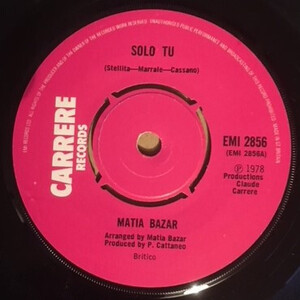 SOLO TU
(Stellita—Marrale—Cassano)
CARRERE
RECORDS
EMI 2856
(EMI 2856A)
℗ 1978
Productions
Claude
Carrere
MATIA BAZAR
Arranged by Matia Bazar
Produced by P. Cattaneo
Britico